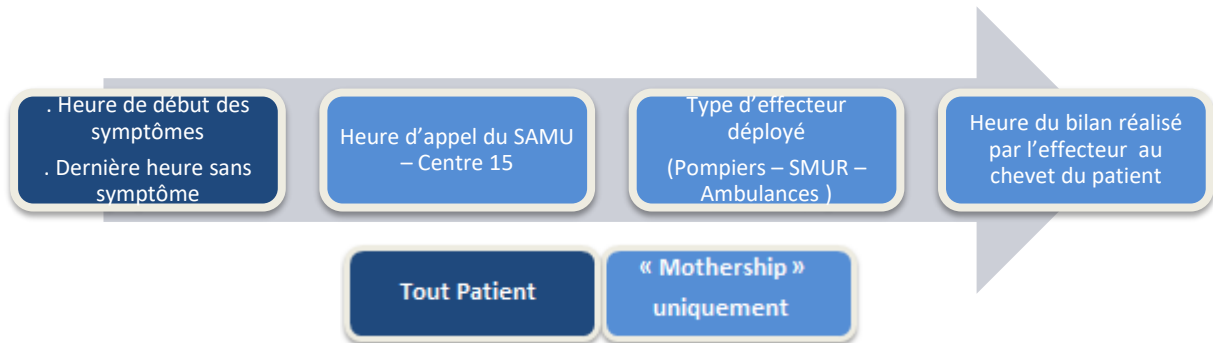 . Heure de début des
symptômes
. Dernière heure sans
symptôme
Heure d'appel du SAMU
– Centre 15
Type d'effecteur
déployé
(Pompiers – SMUR –
Ambulances )
Heure du bilan réalisé
par l'effecteur au
chevet du patient
Tout Patient
« Mothership »
uniquement